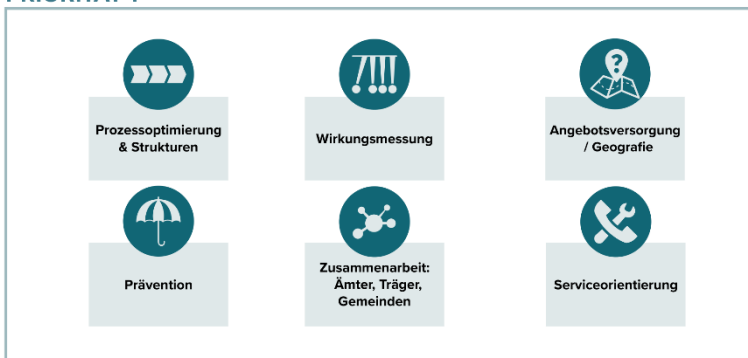 Prozessoptimierung
& Strukturen
Wirkungsmessung
Angebotsversorgung
/ Geografie
Prävention
Zusammenarbeit:
Ämter, Träger,
Gemeinden
Serviceorientierung